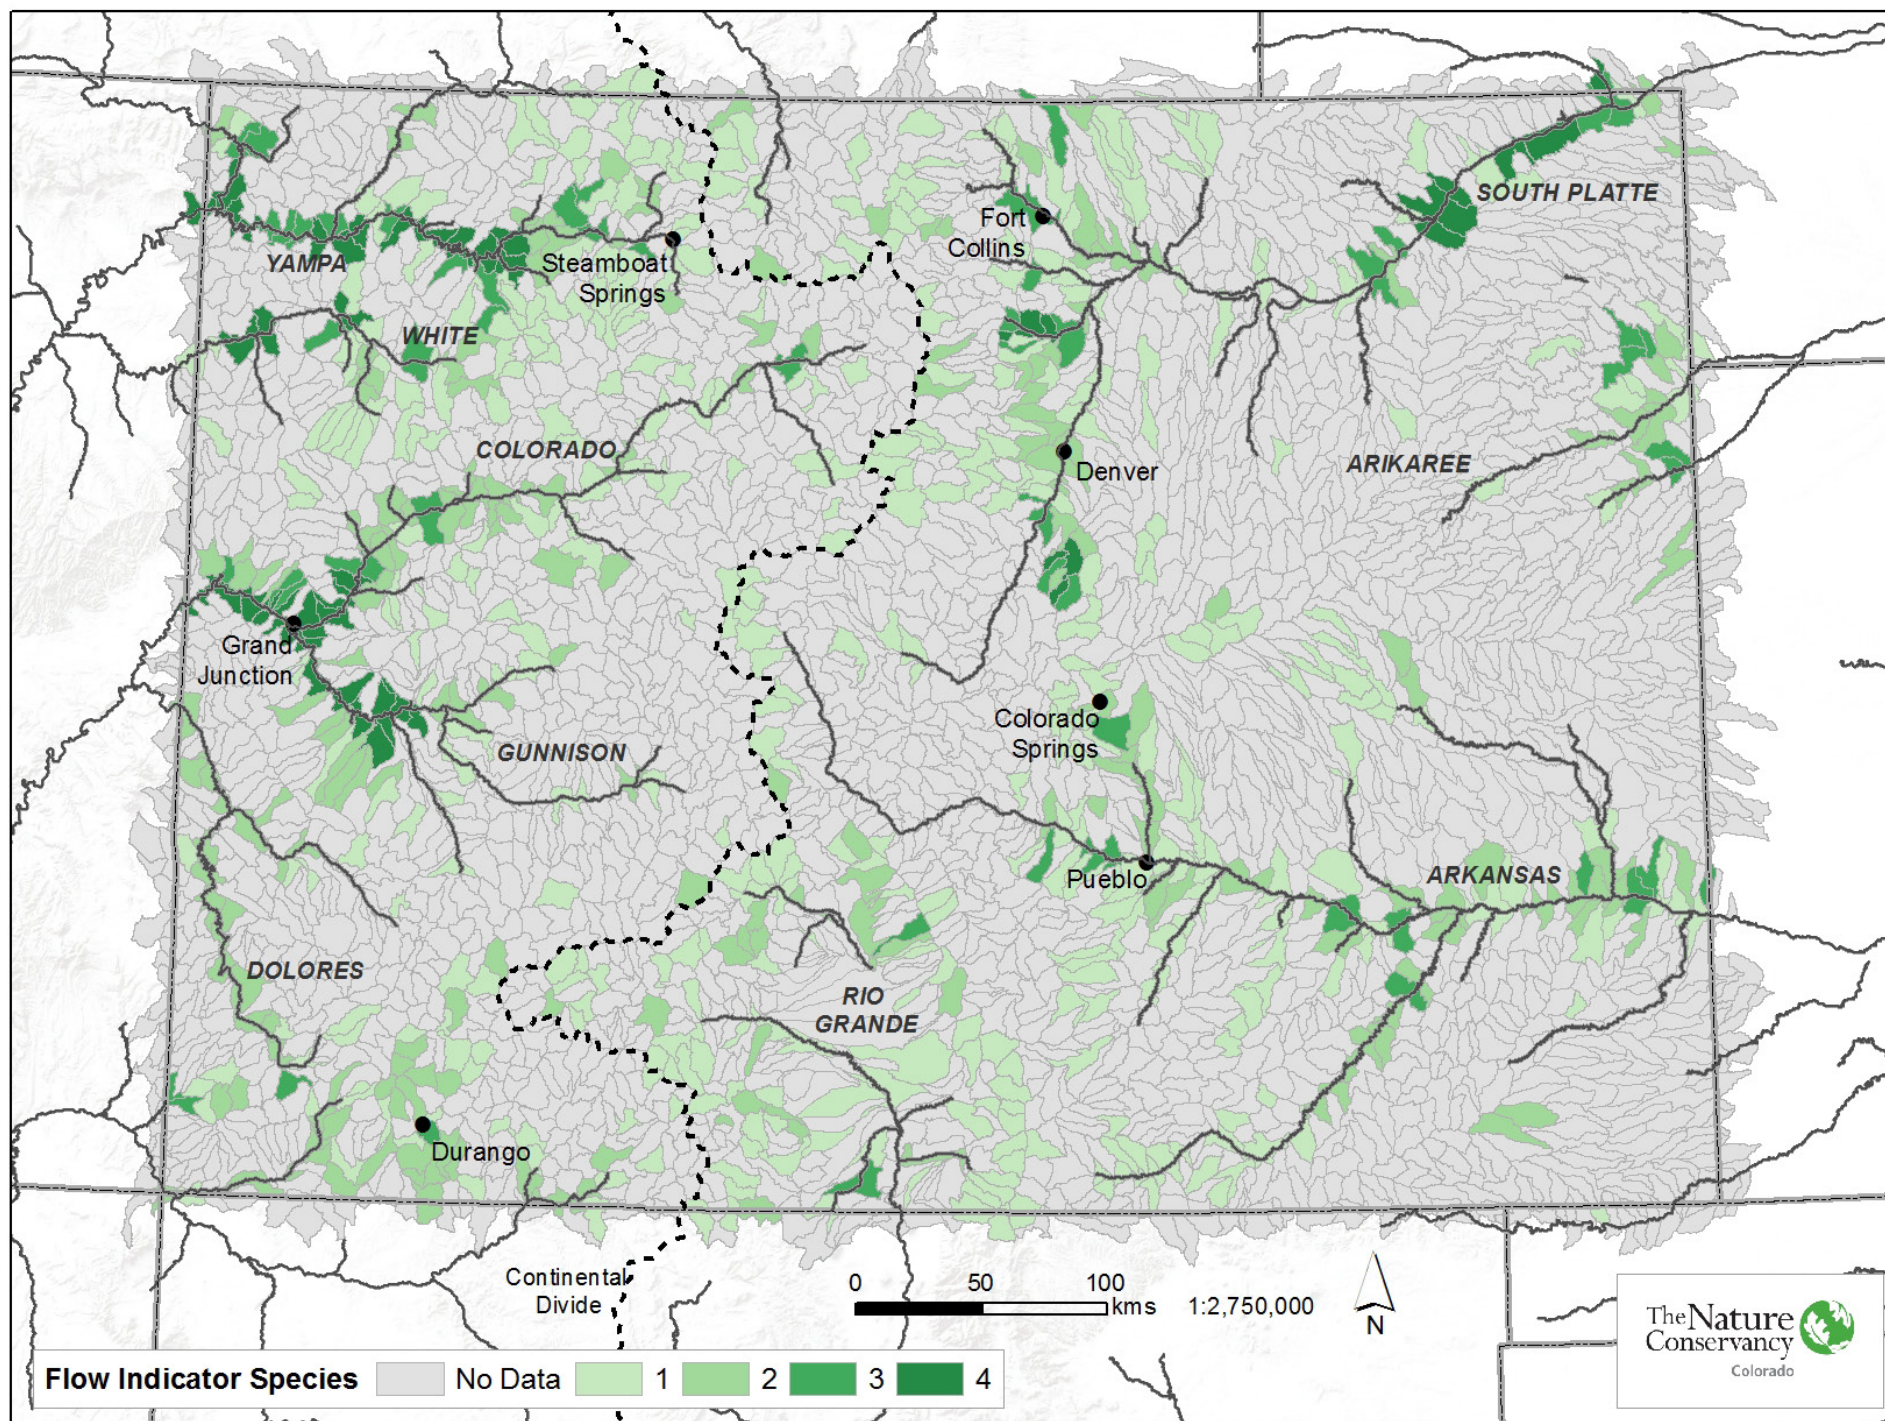 SOUTH PLATTE
Fort
Collins
YAMPA
Steamboat
Springs
WHITE
COLORADO
ARIKAREE
Denver
Grand
Junction
Colorado
Springs
GUNNISON
Pueblo
ARKANSAS
DOLORES
RIO
GRANDE
Durango
Continental
Divide
0 50 100
kms 1:2,750,000
N
The Nature
Conservancy
Colorado
Flow Indicator Species No Data 1 2 3 4